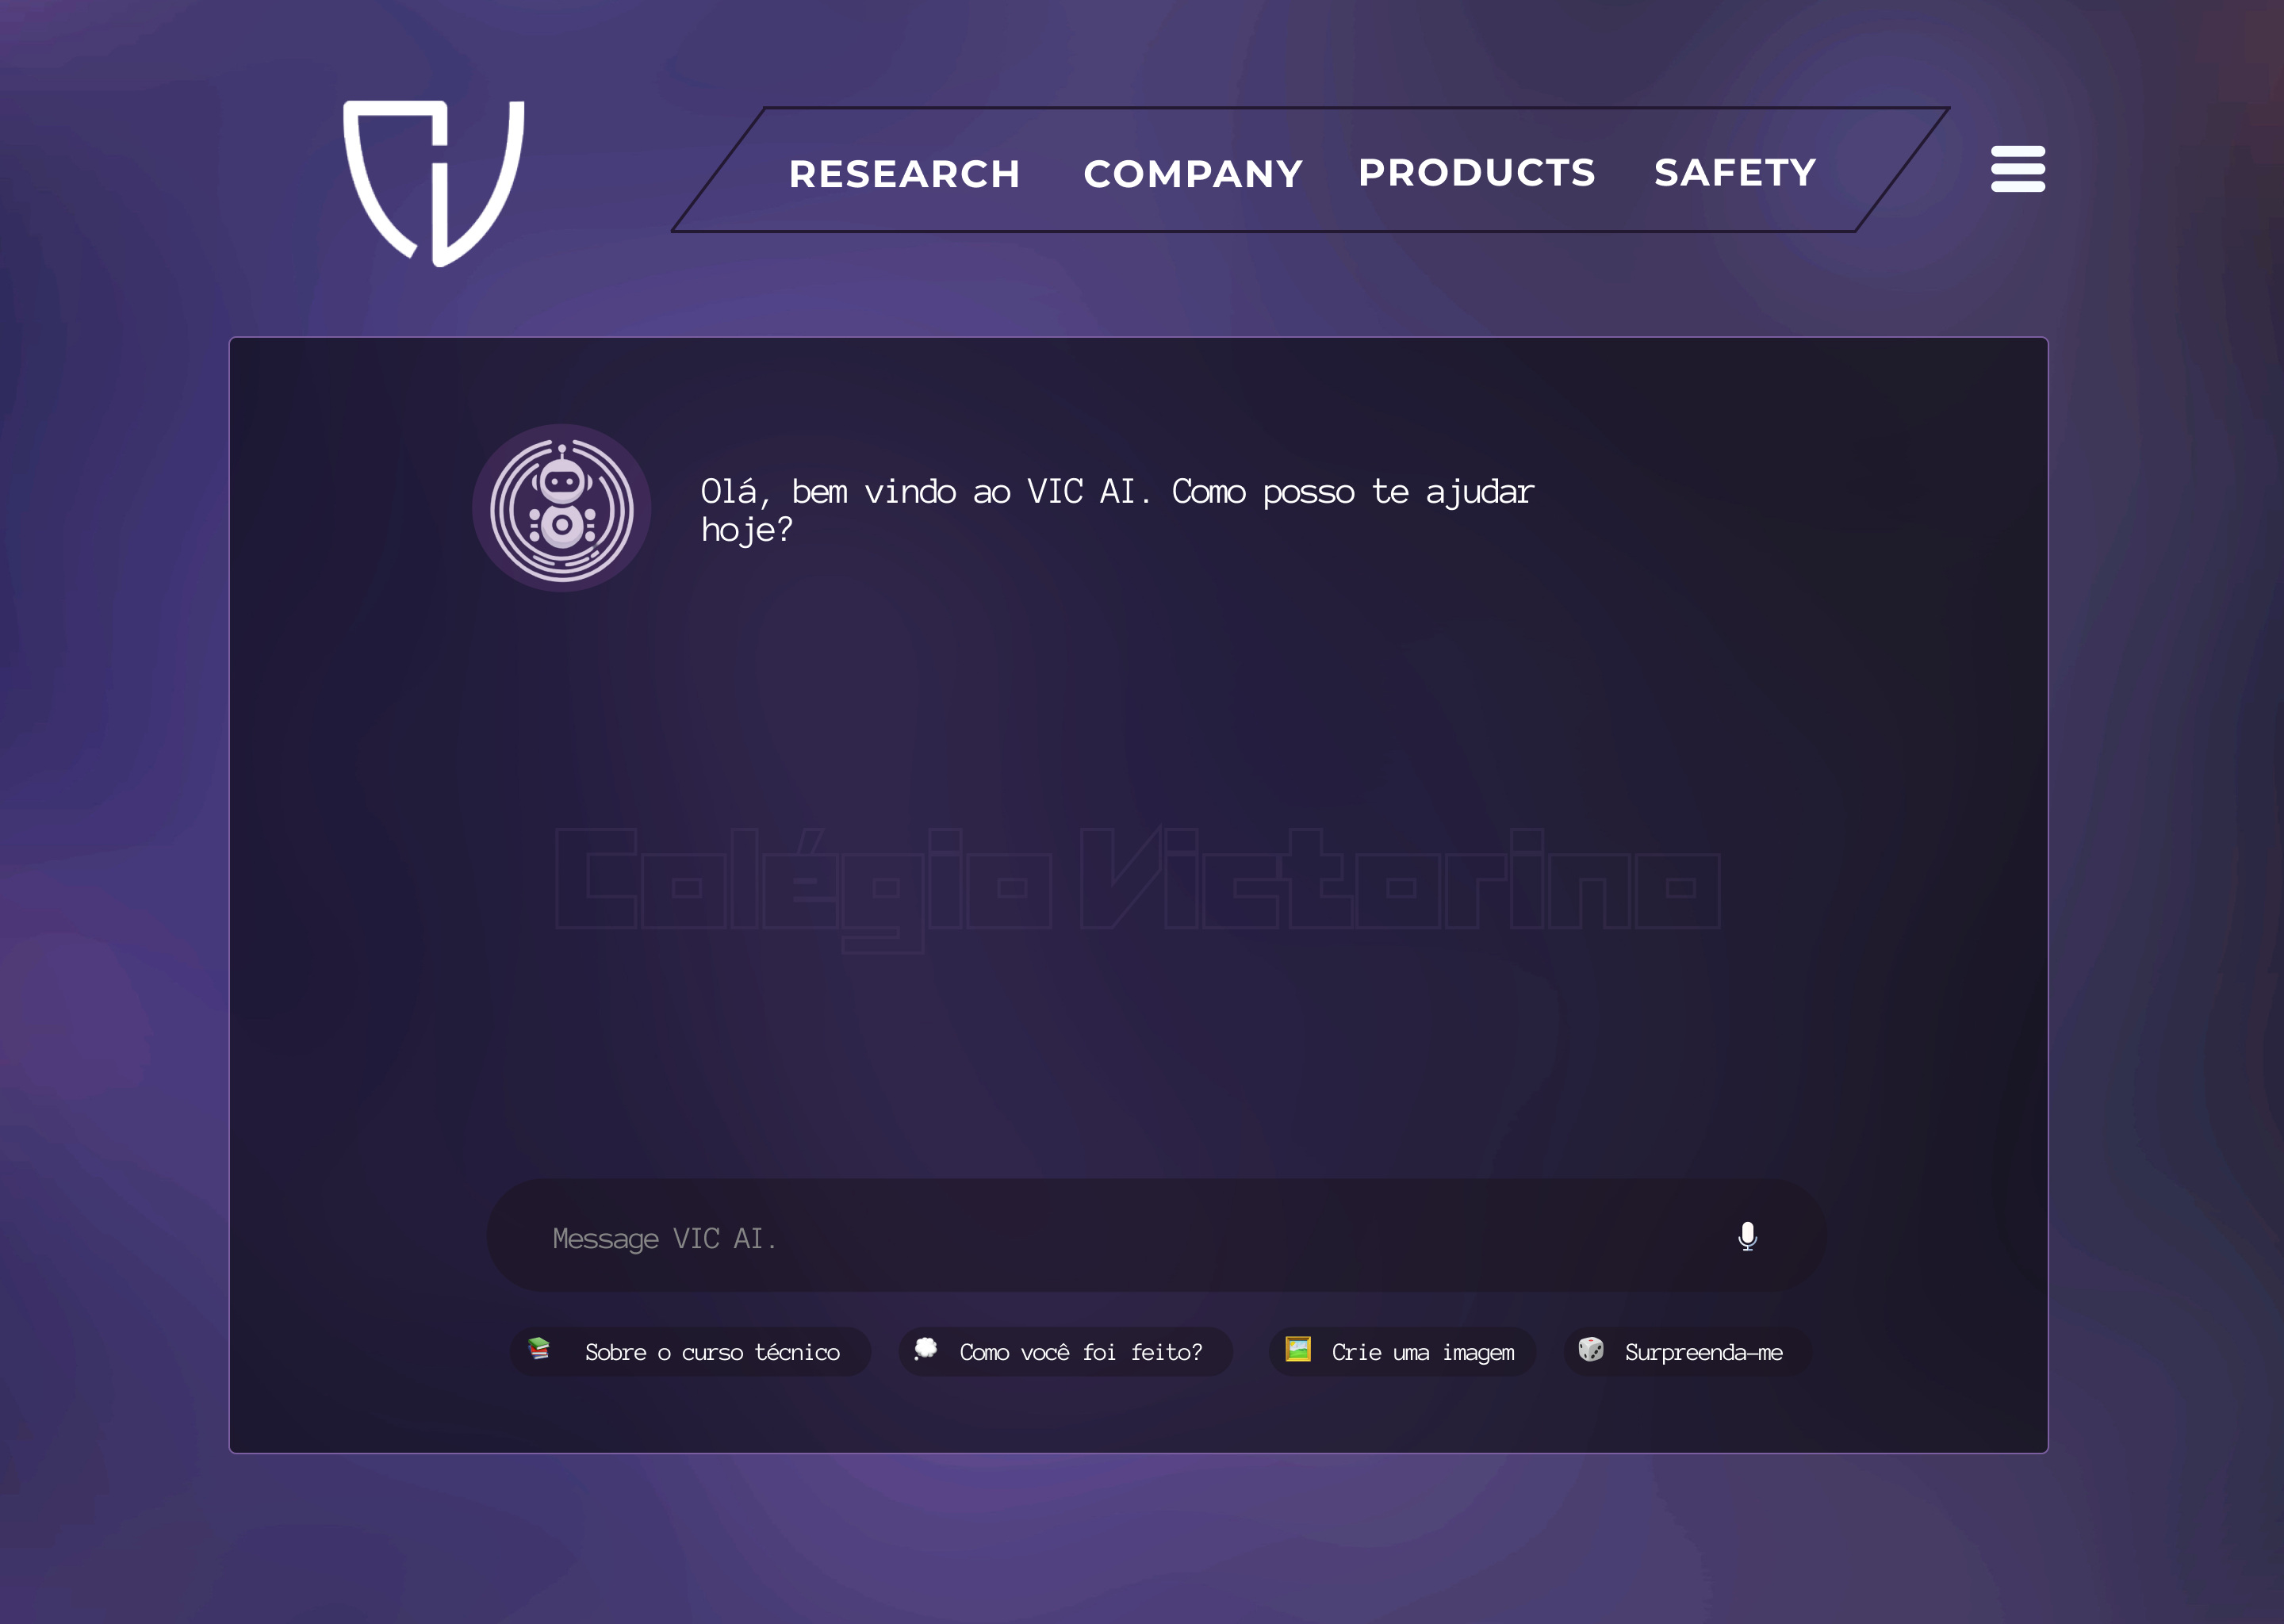 RESEARCH COMPANY PRODUCTS SAFETY
Olá, bem vindo ao VIC AI. Como posso te ajudar
hoje?
Colégio Victorino
Message VIC AI.
Sobre o curso técnico
Como você foi feito?
Crie uma imagem
Surpreenda-me